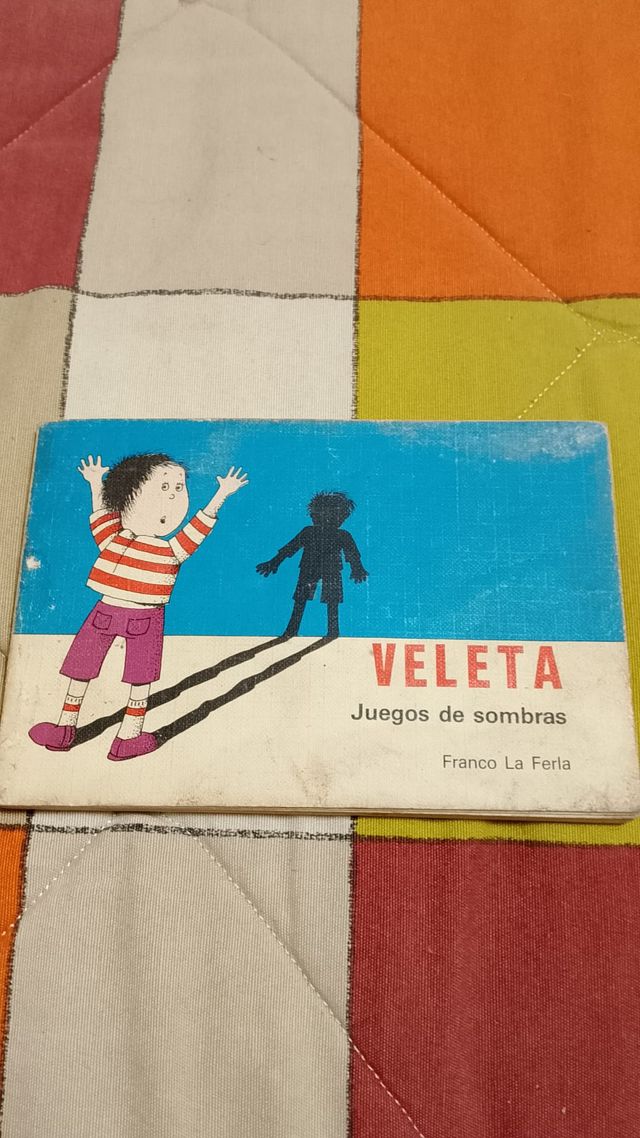 VELETA
Juegos de sombras
Franco La Ferla